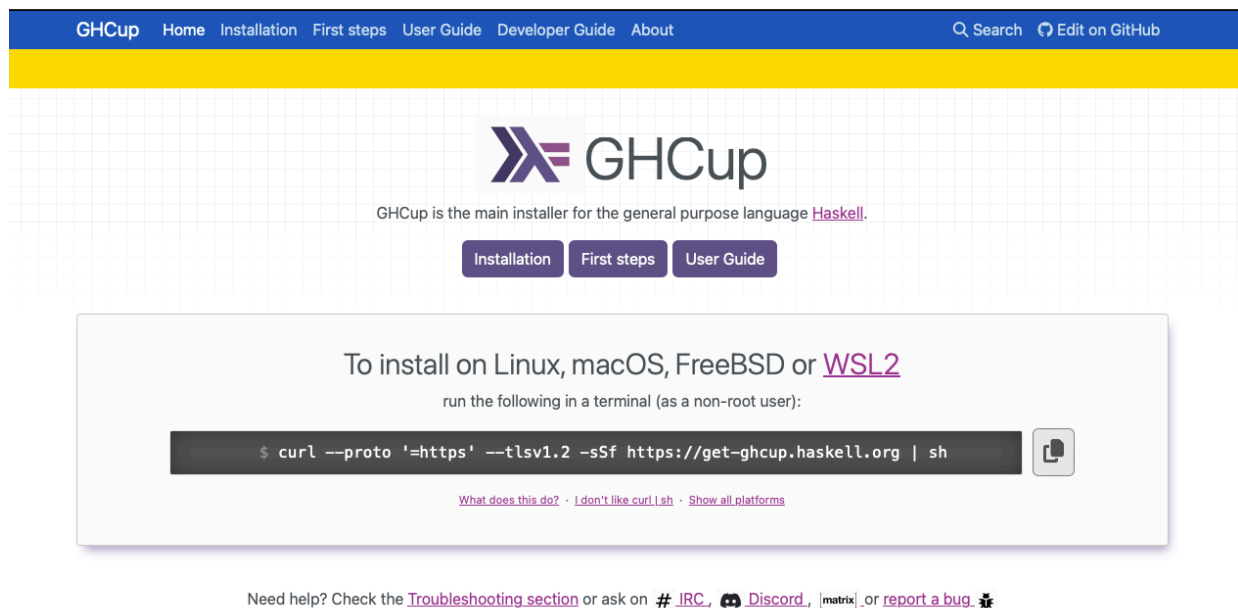 GHCup Home Installation First steps User Guide Developer Guide About Search Edit on GitHub
GHCup
GHCup is the main installer for the general purpose language Haskell.
Installation First steps User Guide
To install on Linux, macOS, FreeBSD or WSL2
run the following in a terminal (as a non-root user):
$ curl --proto '=https' --tlsv1.2 -sSf https://get-ghcup.haskell.org | sh
What does this do? · I don't like curl | sh · Show all platforms
Need help? Check the Troubleshooting section or ask on # IRC , Discord , [matrix] or report a bug